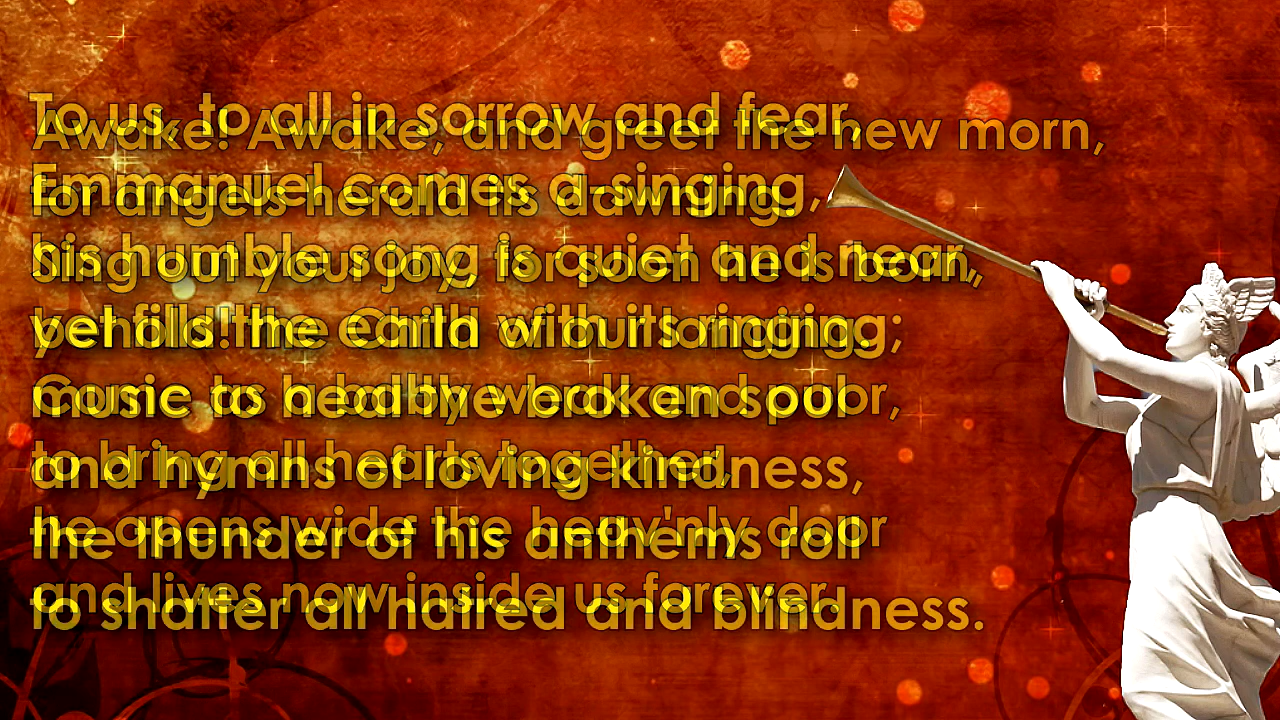 To us, to all in sorrow and fear,
Awake! Awake, and greet the new morn,
Emmanuel comes a-singing,
for angels herald its dawning.
his humble song is quiet and near,
Sing out your joy, for soon he is born,
yet fills the earth with its ringing;
behold! the Child of our longing.
music to heal the broken soul
Come as a baby weak and poor,
and hymns of loving kindness,
to bring all hearts together,
the thunder of his anthems roll
he opens wide the heav'nly door
to shatter all hatred and blindness.
and lives now inside us forever.